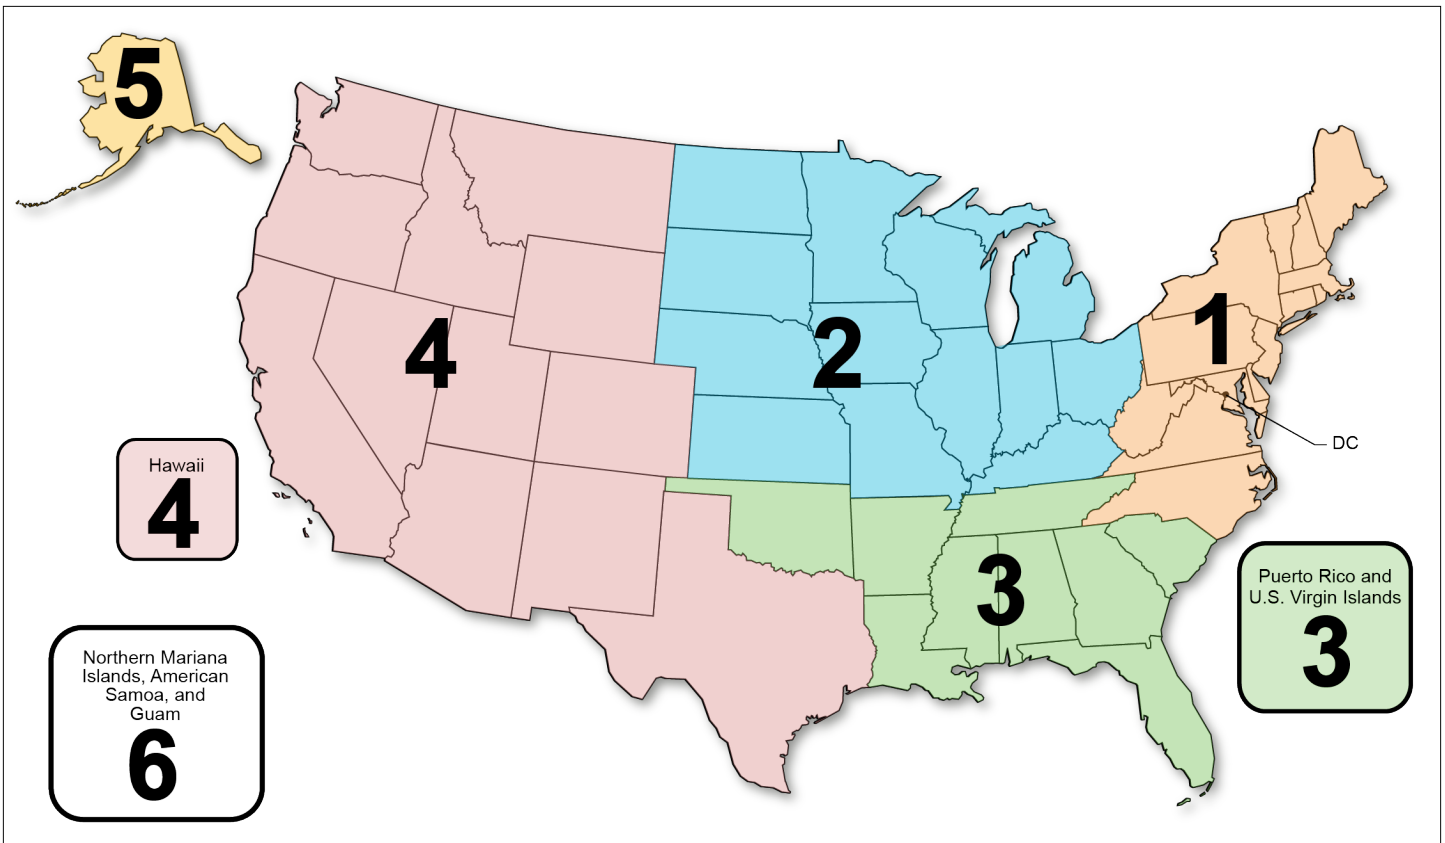 5
1
4
2
DC
Hawaii
4
3
Puerto Rico and
U.S. Virgin Islands
3
Northern Mariana
Islands, American
Samoa, and
Guam
6